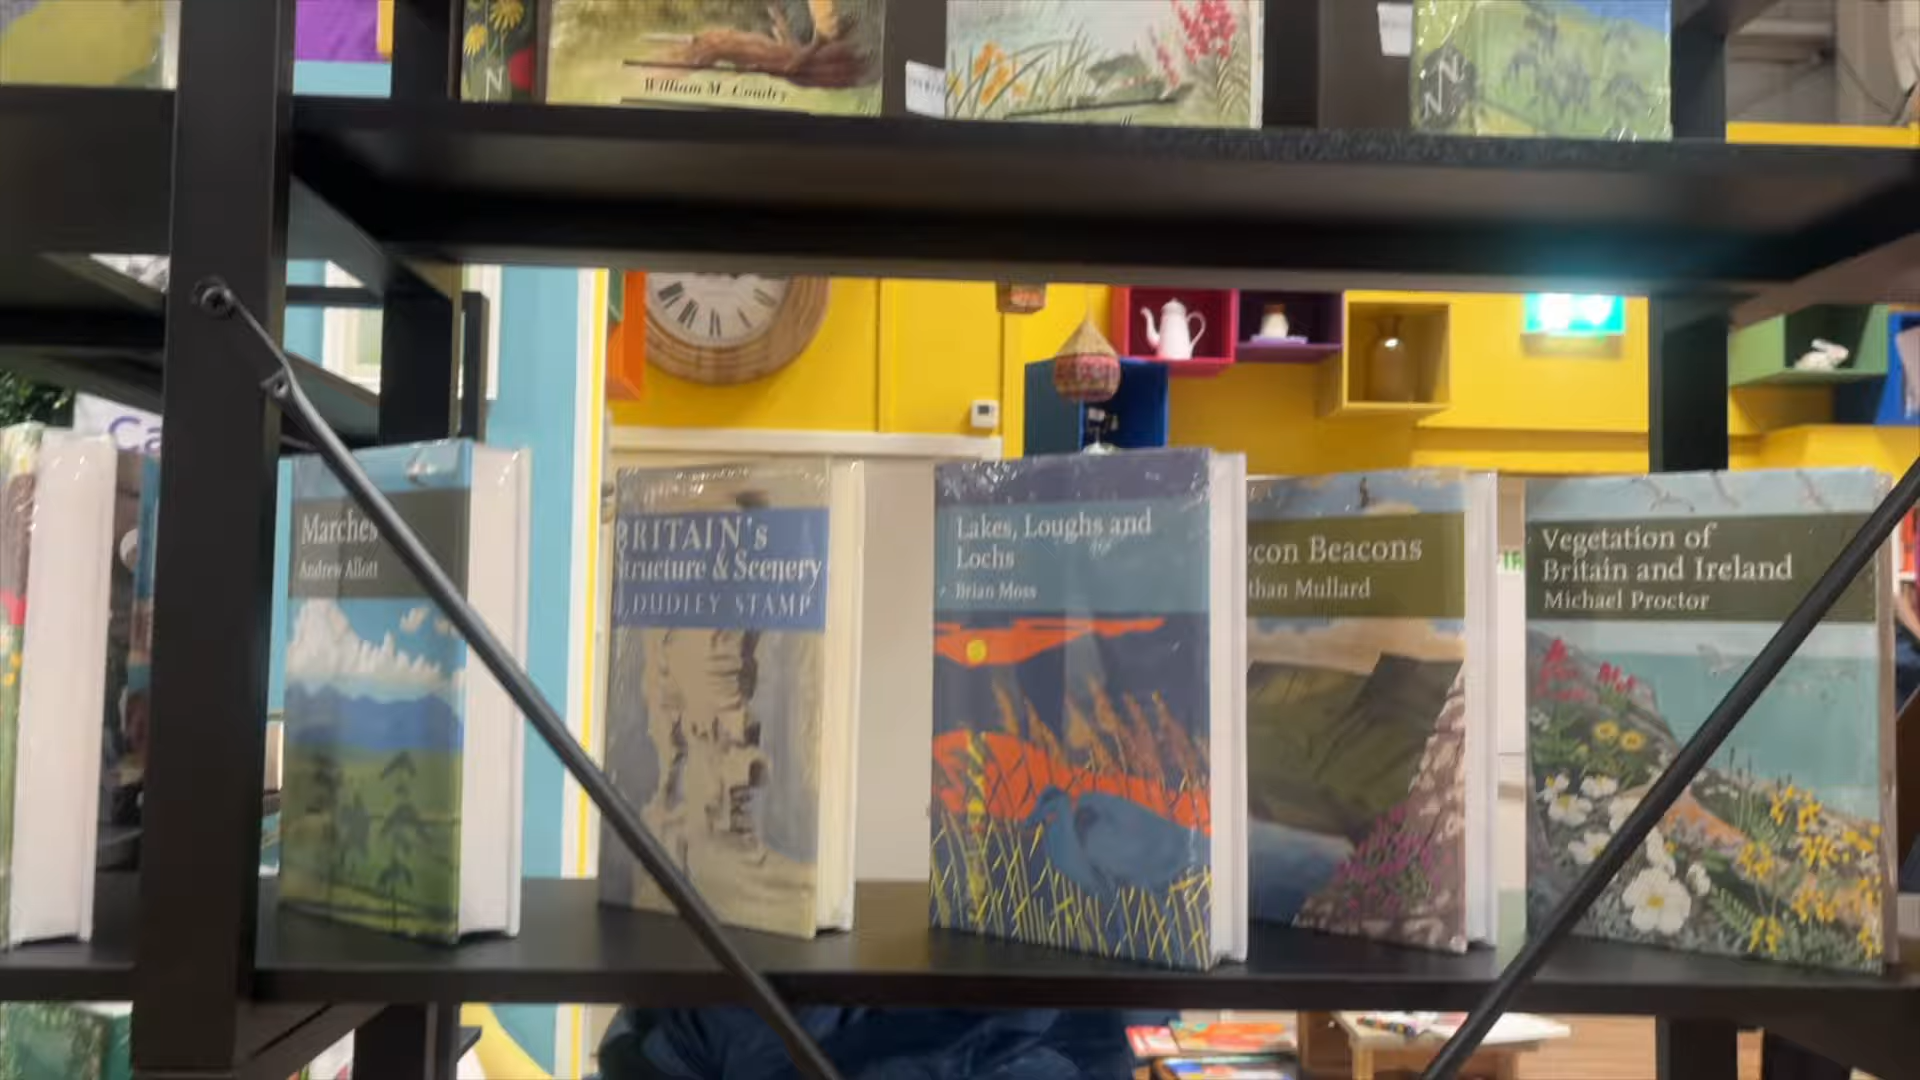 William M. Condry
N
N
N
Ca
Marches
Andrew Allott
BRITAIN's
Structure & Scenery
L.DUDLEY STAMP
Lakes, Loughs and
Lochs
Brian Moss
econ Beacons
than Mullard
Vegetation of
Britain and Ireland
Michael Proctor